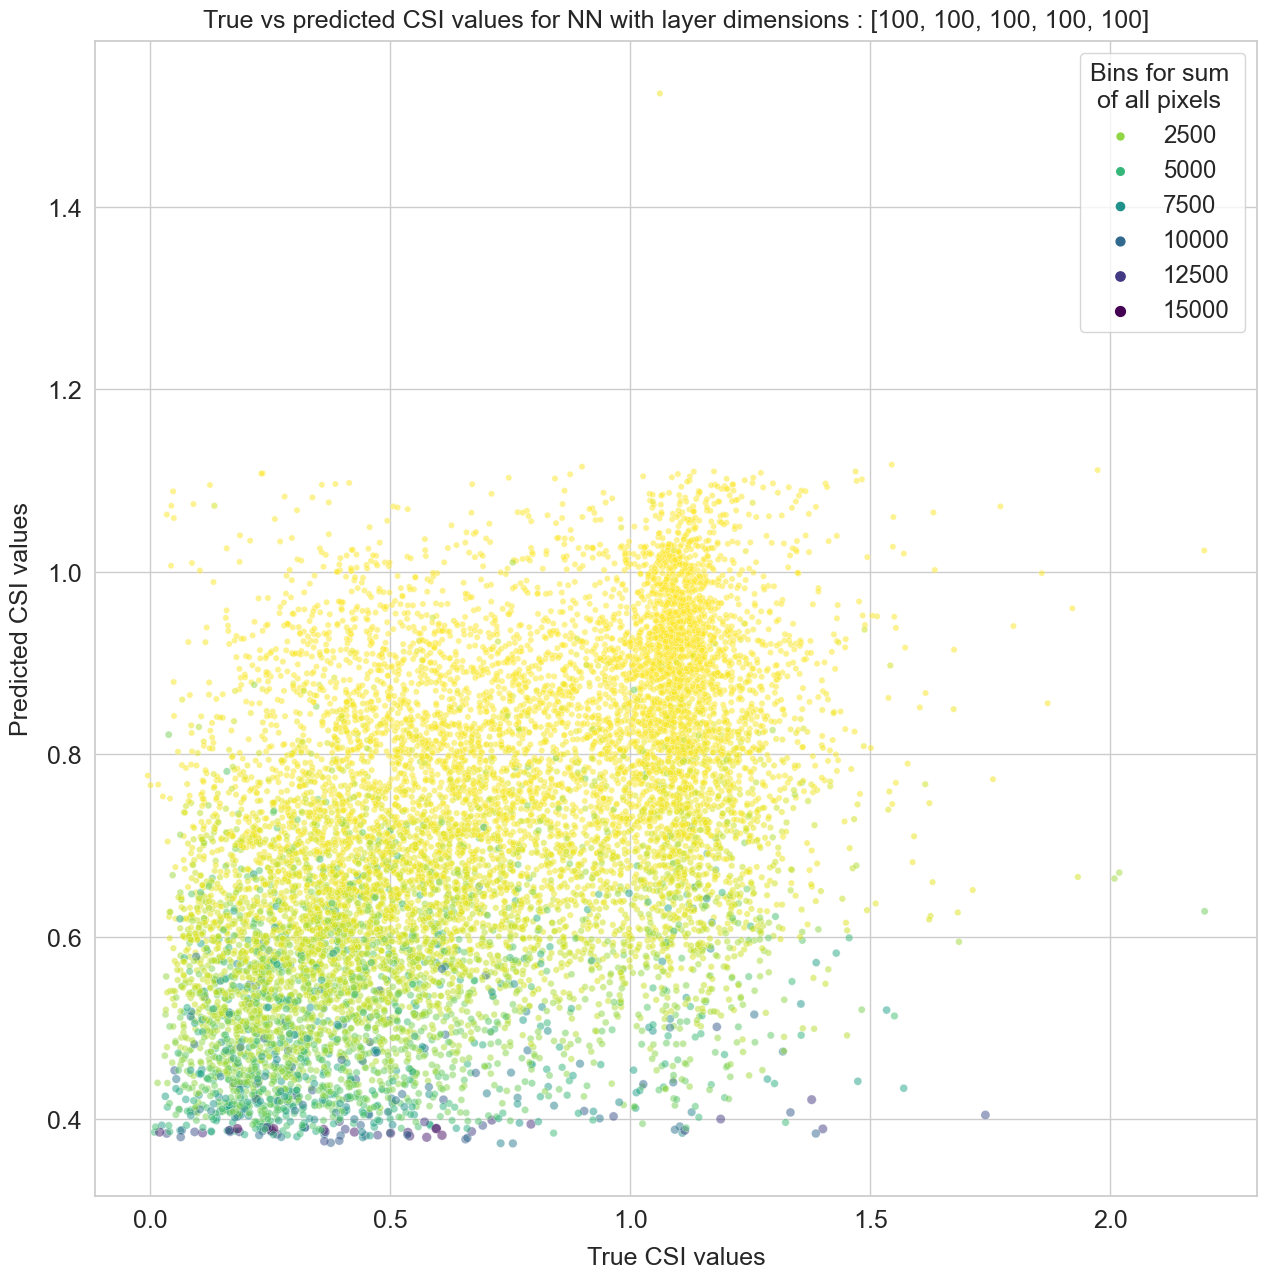 True vs predicted CSI values for NN with layer dimensions : [100, 100, 100, 100, 100]
Bins for sum
of all pixels
2500
5000
7500
10000
12500
15000
1.4
1.2
1.0
0.8
0.6
0.4
Predicted CSI values
0.0 0.5 1.0 1.5 2.0
True CSI values